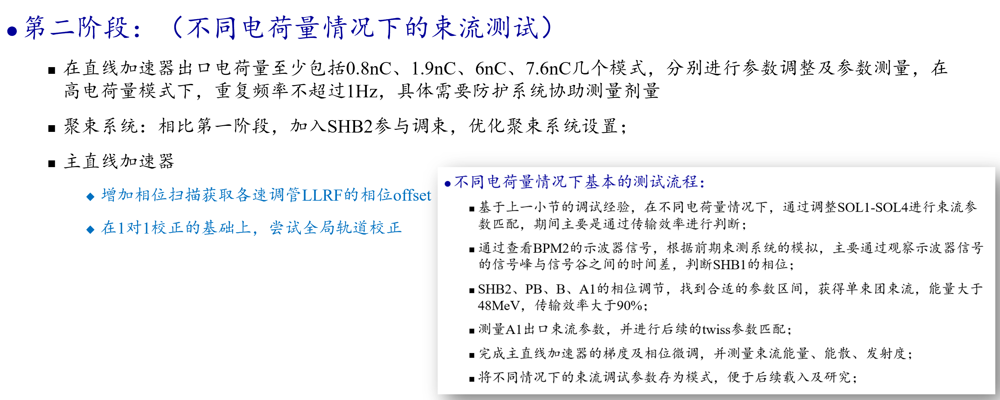 第二阶段：（不同电荷量情况下的束流测试）
在直线加速器出口电荷量至少包括0.8nC、1.9nC、6nC、7.6nC几个模式，分别进行参数调整及参数测量，在
高电荷量模式下，重复频率不超过1Hz，具体需要防护系统协助测量剂量
聚束系统：相比第一阶段，加入SHB2参与调束，优化聚束系统设置；
主直线加速器
增加相位扫描获取各速调管LLRF的相位offset
在1对1校正的基础上，尝试全局轨道校正
不同电荷量情况下基本的测试流程：
基于上一小节的调试经验，在不同电荷量情况下，通过调整SOL1-SOL4进行束流参
数匹配，期间主要是通过传输效率进行判断；
通过查看BPM2的示波器信号，根据前期束测系统的模拟，主要通过观察示波器信号
的信号峰与信号谷之间的时间差，判断SHB1的相位；
SHB2、PB、B、A1的相位调节，找到合适的参数区间，获得单束团束流，能量大于
48MeV，传输效率大于90%；
测量A1出口束流参数，并进行后续的twiss参数匹配；
完成主直线加速器的梯度及相位微调，并测量束流能量、能散、发射度；
将不同情况下的束流调试参数存为模式，便于后续载入及研究；